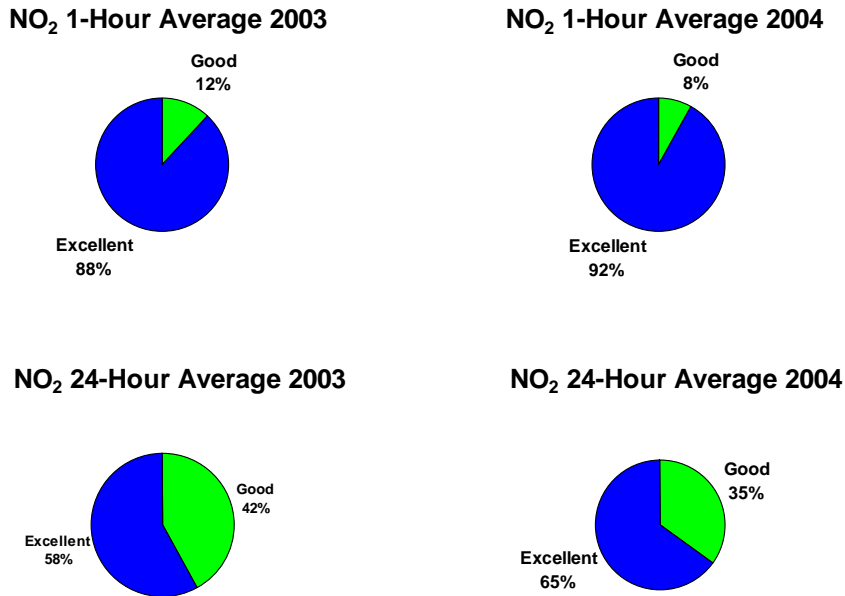 NO₂ 1-Hour Average 2003
Good
12%
Excellent
88%
NO₂ 1-Hour Average 2004
Good
8%
Excellent
92%
NO₂ 24-Hour Average 2003
Good
42%
Excellent
58%
NO₂ 24-Hour Average 2004
Good
35%
Excellent
65%